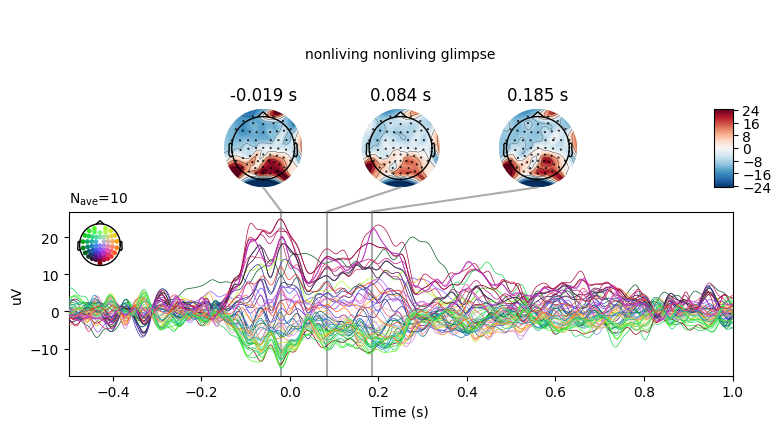 nonliving nonliving glimpse
-0.019 s 0.084 s 0.185 s
24
16
8
0
−8
−16
−24
Nave=10
20
10
0
−10
uV
−0.4 −0.2 0.0 0.2 0.4 0.6 0.8 1.0
Time (s)